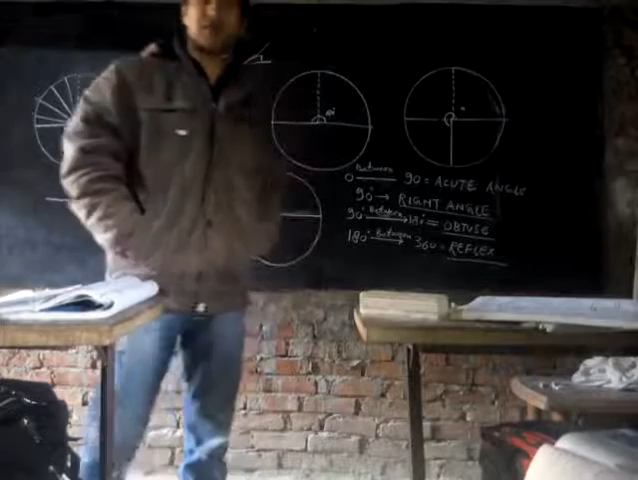 0 Between 90 = ACUTE ANGLE
90° → RIGHT ANGLE
90° Between 180° = OBTUSE
180° Between 360 = REFLEX